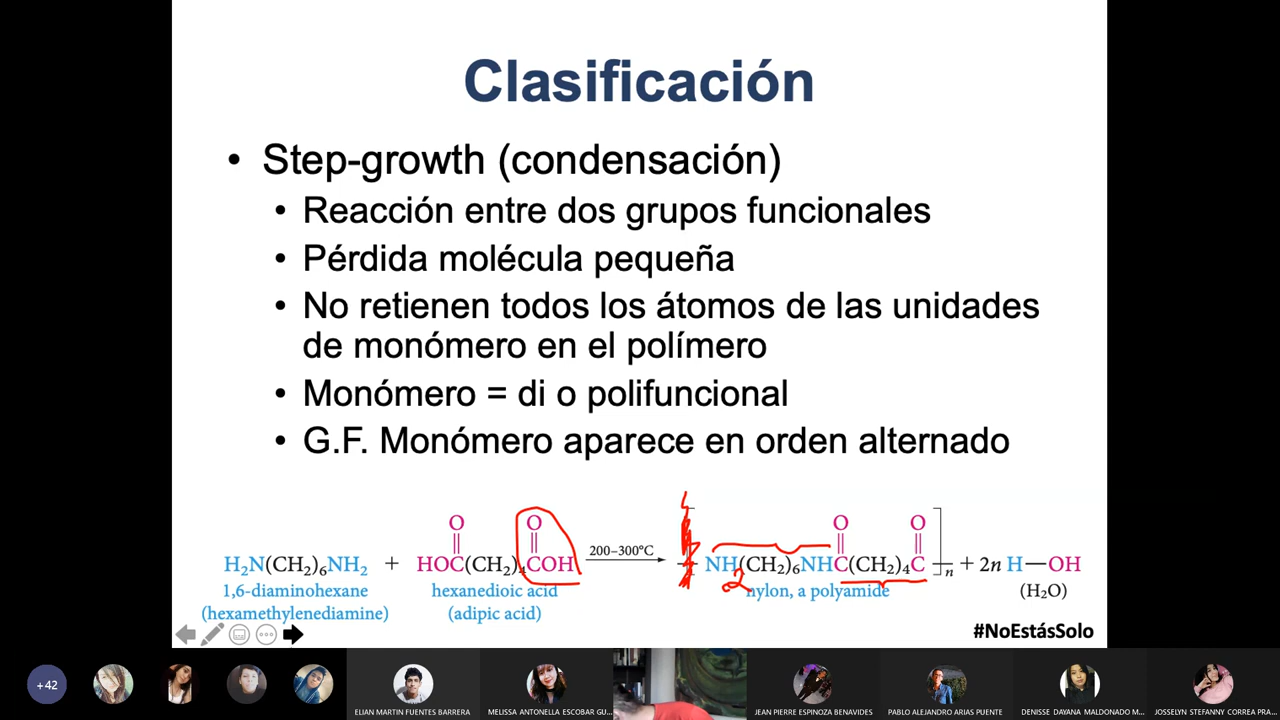 Clasificación
• Step-growth (condensación)
• Reacción entre dos grupos funcionales
• Pérdida molécula pequeña
• No retienen todos los átomos de las unidades
de monómero en el polímero
• Monómero = di o polifuncional
• G.F. Monómero aparece en orden alternado
O O O O
H₂N(CH₂)₆NH₂ + HOC(CH₂)₄COH 200–300°C NH(CH₂)₆NHC(CH₂)₄C n + 2n H—OH
2
1,6-diaminohexane hexanedioic acid nylon, a polyamide (H₂O)
(hexamethylenediamine) (adipic acid)
#NoEstásSolo
+42
ELIAN MARTIN FUENTES BARRERA MELISSA ANTONELLA ESCOBAR GU... JEAN PIERRE ESPINOZA BENAVIDES PABLO ALEJANDRO ARIAS PUENTE DENISSE DAYANA MALDONADO M... JOSSELYN STEFANNY CORREA PRA...